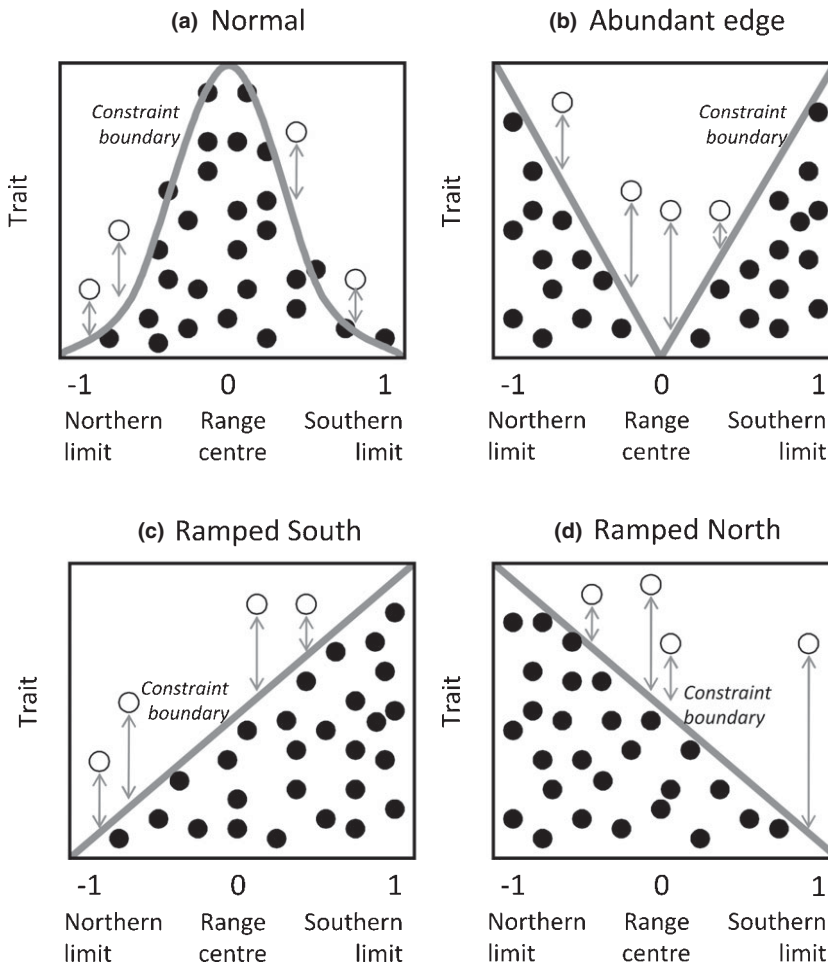 (a) Normal
Constraint
boundary
Trait
-1 0 1
Northern Range Southern
limit centre limit
(b) Abundant edge
Constraint
boundary
Trait
-1 0 1
Northern Range Southern
limit centre limit
(c) Ramped South
Constraint
boundary
Trait
-1 0 1
Northern Range Southern
limit centre limit
(d) Ramped North
Constraint
boundary
Trait
-1 0 1
Northern Range Southern
limit centre limit